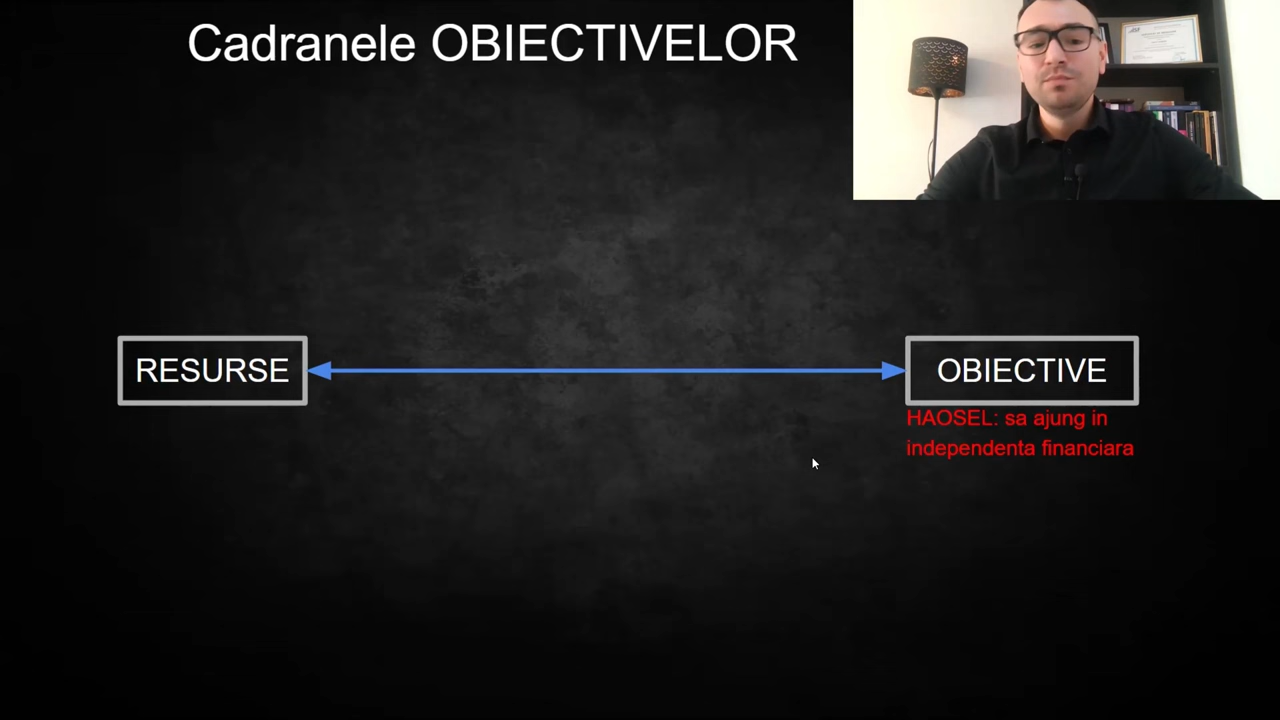 Cadranele OBIECTIVELOR
RESURSE
OBIECTIVE
HAOSEL: sa ajung in
independenta financiara